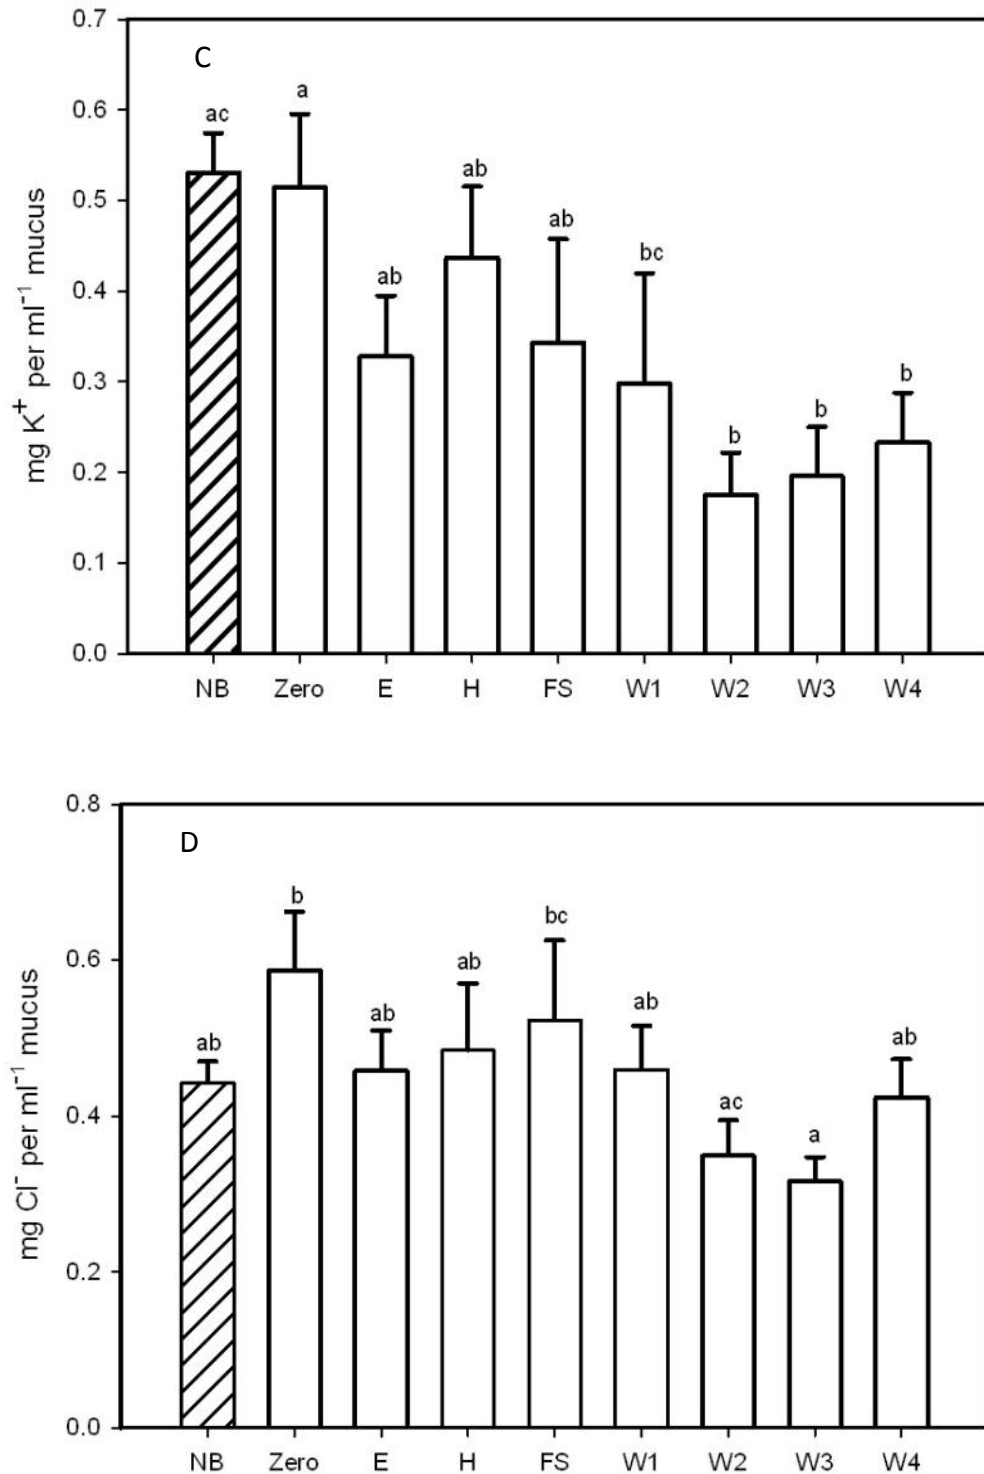 C
mg K⁺ per ml⁻¹ mucus
0.7
0.6
0.5
0.4
0.3
0.2
0.1
0.0
ac a ab ab ab bc b b b
NB Zero E H FS W1 W2 W3 W4
D
mg Cl⁻ per ml⁻¹ mucus
0.8
0.6
0.4
0.2
0.0
ab b ab ab bc ab ac a ab
NB Zero E H FS W1 W2 W3 W4